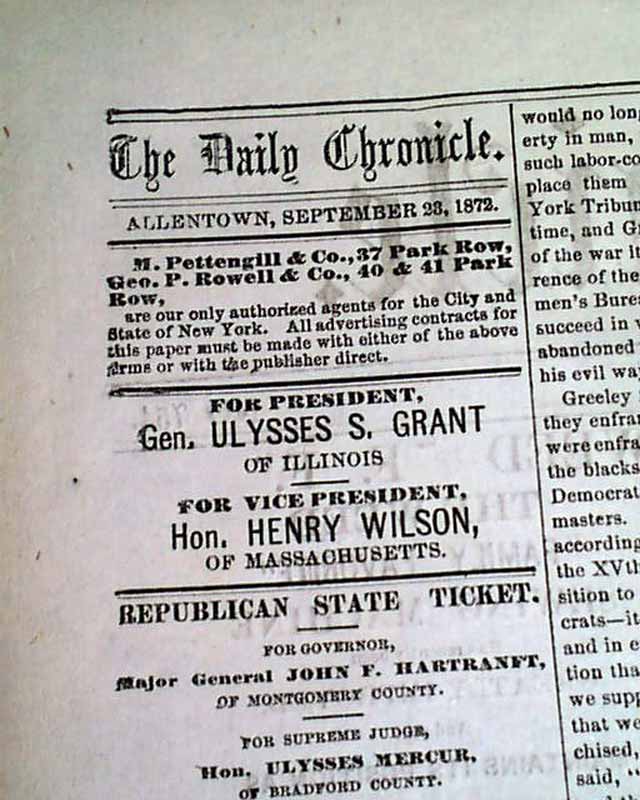 The Daily Chronicle.
ALLENTOWN, SEPTEMBER 23, 1872.
M. Pettengill & Co., 37 Park Row,
Geo. P. Rowell & Co., 40 & 41 Park
Row,
are our only authorized agents for the City and
State of New York. All advertising contracts for
this paper must be made with either of the above
firms or with the publisher direct.
FOR PRESIDENT,
Gen. ULYSSES S. GRANT
OF ILLINOIS
FOR VICE PRESIDENT,
Hon. HENRY WILSON,
OF MASSACHUSETTS.
REPUBLICAN STATE TICKET.
FOR GOVERNOR,
Major General JOHN F. HARTRANFT,
OF MONTGOMERY COUNTY.
FOR SUPREME JUDGE,
Hon. ULYSSES MERCUR,
OF BRADFORD COUNTY.
would no long
erty in man,
such labor-co
place them
York Tribun
time, and Gr
of the war it
rence of the
men's Bure
succeed in
abandoned
his evil wa
Greeley
they enfra
were enfra
the blacks
Democrat
masters.
according
the XVth
sition to
crats—it
and in e
tion tha
we supp
that we
chised,
said, "